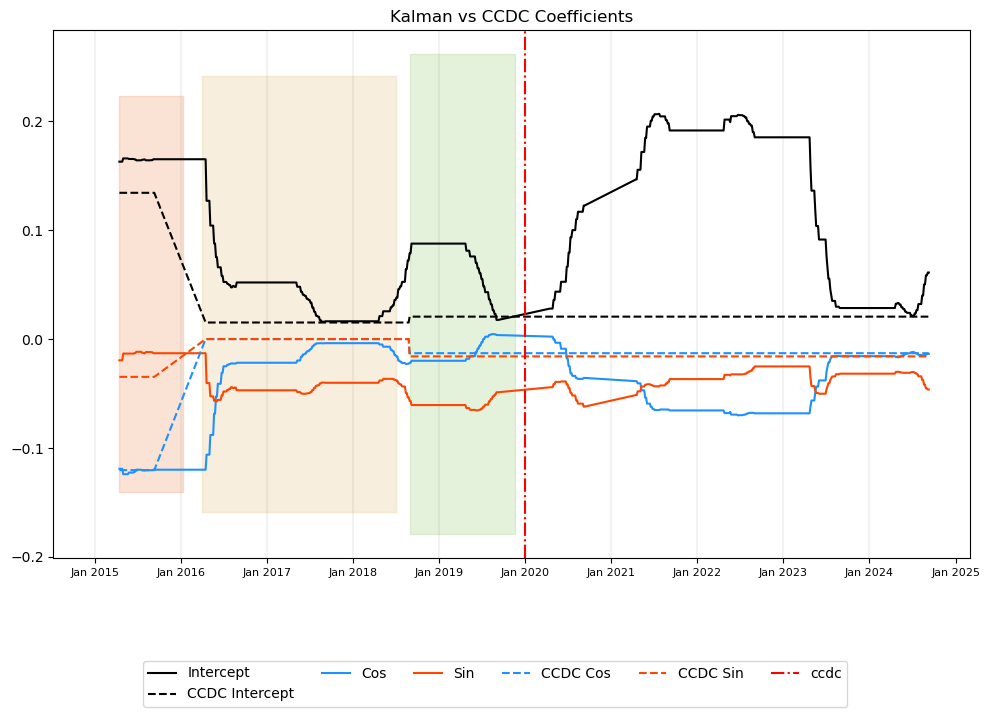 Kalman vs CCDC Coefficients
0.2
0.1
0.0
−0.1
−0.2
Jan 2015 Jan 2016 Jan 2017 Jan 2018 Jan 2019 Jan 2020 Jan 2021 Jan 2022 Jan 2023 Jan 2024 Jan 2025
Intercept Cos Sin CCDC Cos CCDC Sin ccdc
CCDC Intercept